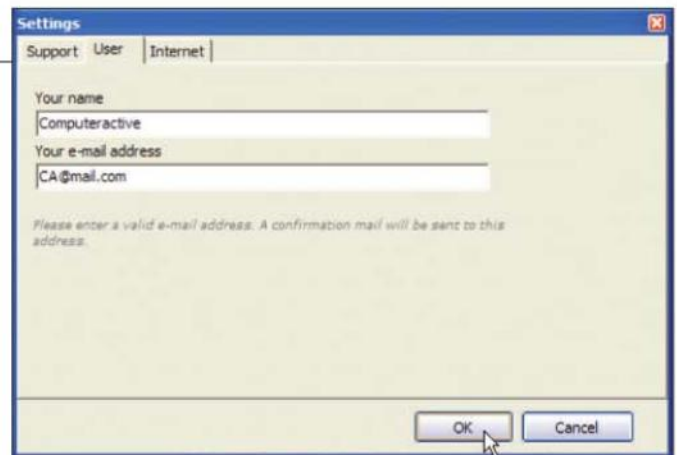 Settings
Support User Internet
Your name
Computeractive
Your e-mail address
CA@mail.com
Please enter a valid e-mail address. A confirmation mail will be sent to this
address.
OK Cancel